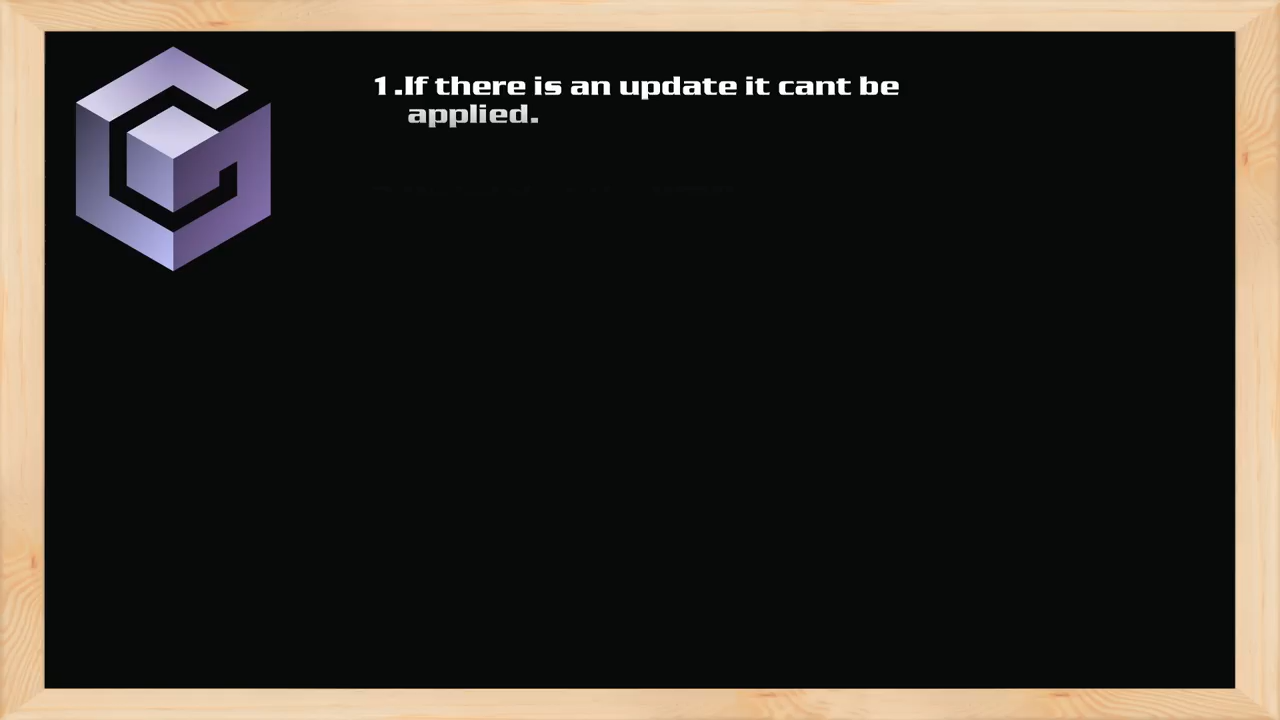 1.If there is an update it cant be
applied.